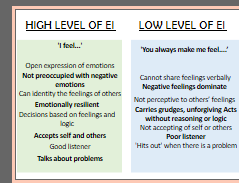 HIGH LEVEL OF EI
'I feel...'
Open expression of emotions
Not preoccupied with negative
emotions
Can identify the feelings of others
Emotionally resilient
Decisions based on feelings and
logic
Accepts self and others
Good listener
Talks about problems
LOW LEVEL OF EI
'You always make me feel.....'
Cannot share feelings verbally
Negative feelings dominate
Not perceptive to others' feelings
Carries grudges, unforgiving Acts
without reasoning or logic
Not accepting of self or others
Poor listener
'Hits out' when there is a problem